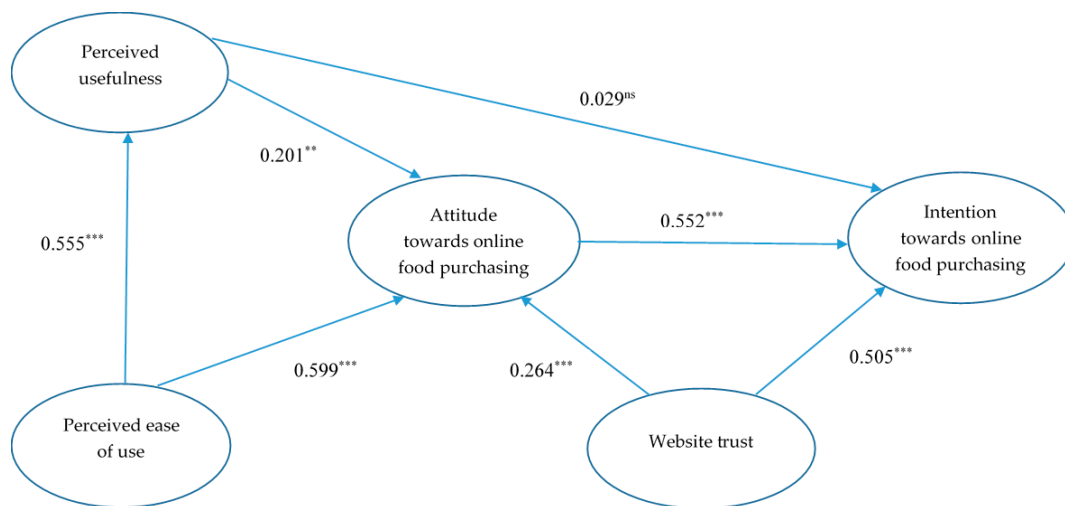 Perceived
usefulness
0.029ns
0.201**
Attitude
towards online
food purchasing
0.552***
Intention
towards online
food purchasing
0.555***
0.599***
0.264***
0.505***
Perceived ease
of use
Website trust